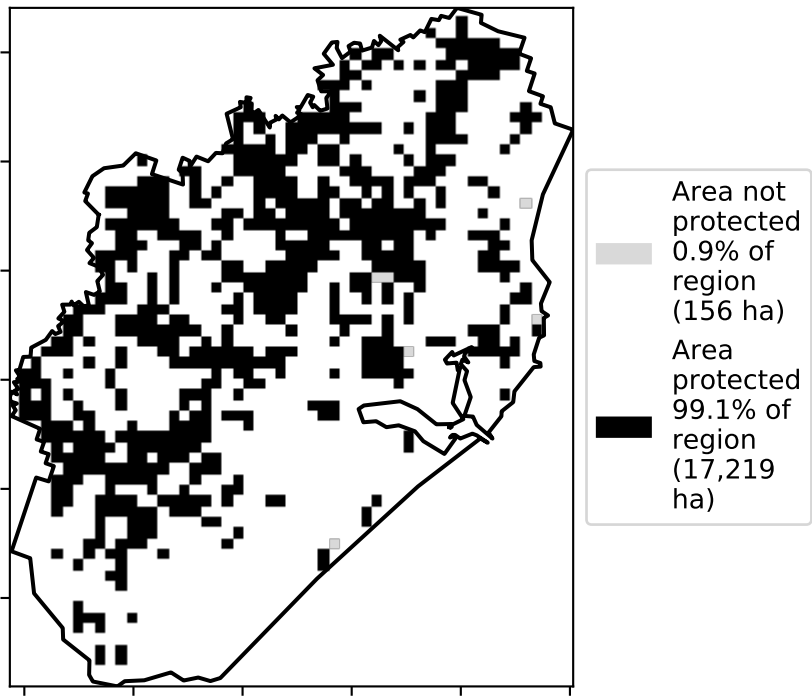 Area not
protected
0.9% of
region
(156 ha)
Area
protected
99.1% of
region
(17,219
ha)